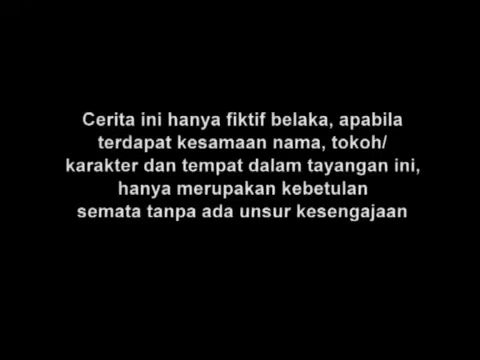 Cerita ini hanya fiktif belaka, apabila
terdapat kesamaan nama, tokoh/
karakter dan tempat dalam tayangan ini,
hanya merupakan kebetulan
semata tanpa ada unsur kesengajaan